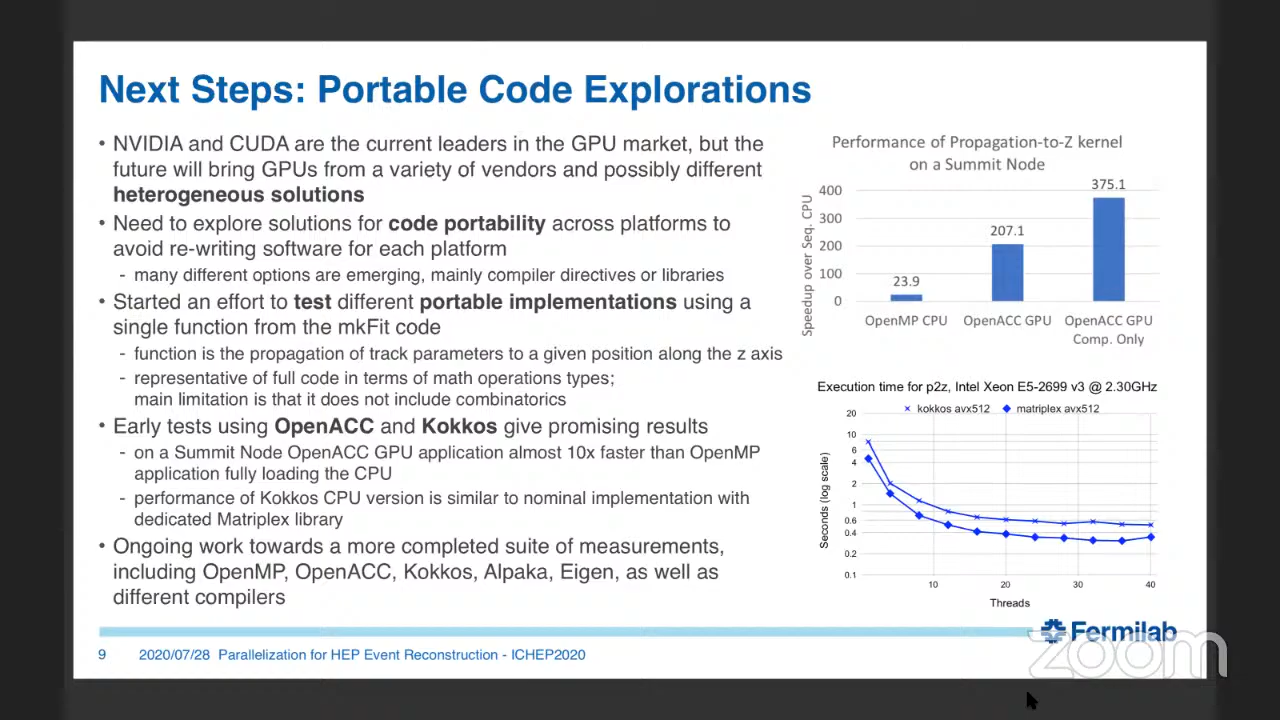 Next Steps: Portable Code Explorations
• NVIDIA and CUDA are the current leaders in the GPU market, but the
future will bring GPUs from a variety of vendors and possibly different
heterogeneous solutions
• Need to explore solutions for code portability across platforms to
avoid re-writing software for each platform
- many different options are emerging, mainly compiler directives or libraries
• Started an effort to test different portable implementations using a
single function from the mkFit code
- function is the propagation of track parameters to a given position along the z axis
- representative of full code in terms of math operations types;
main limitation is that it does not include combinatorics
• Early tests using OpenACC and Kokkos give promising results
- on a Summit Node OpenACC GPU application almost 10x faster than OpenMP
application fully loading the CPU
- performance of Kokkos CPU version is similar to nominal implementation with
dedicated Matriplex library
• Ongoing work towards a more completed suite of measurements,
including OpenMP, OpenACC, Kokkos, Alpaka, Eigen, as well as
different compilers
Performance of Propagation-to-Z kernel
on a Summit Node
Speedup over Seq. CPU
400
300
200
100
0
23.9
207.1
375.1
OpenMP CPU
OpenACC GPU
OpenACC GPU
Comp. Only
Execution time for p2z, Intel Xeon E5-2699 v3 @ 2.30GHz
kokkos avx512
matriplex avx512
Seconds (log scale)
20
10
6
4
2
1
0.6
0.4
0.2
0.1
10
20
30
40
Threads
Fermilab
zoom
9
2020/07/28 Parallelization for HEP Event Reconstruction - ICHEP2020